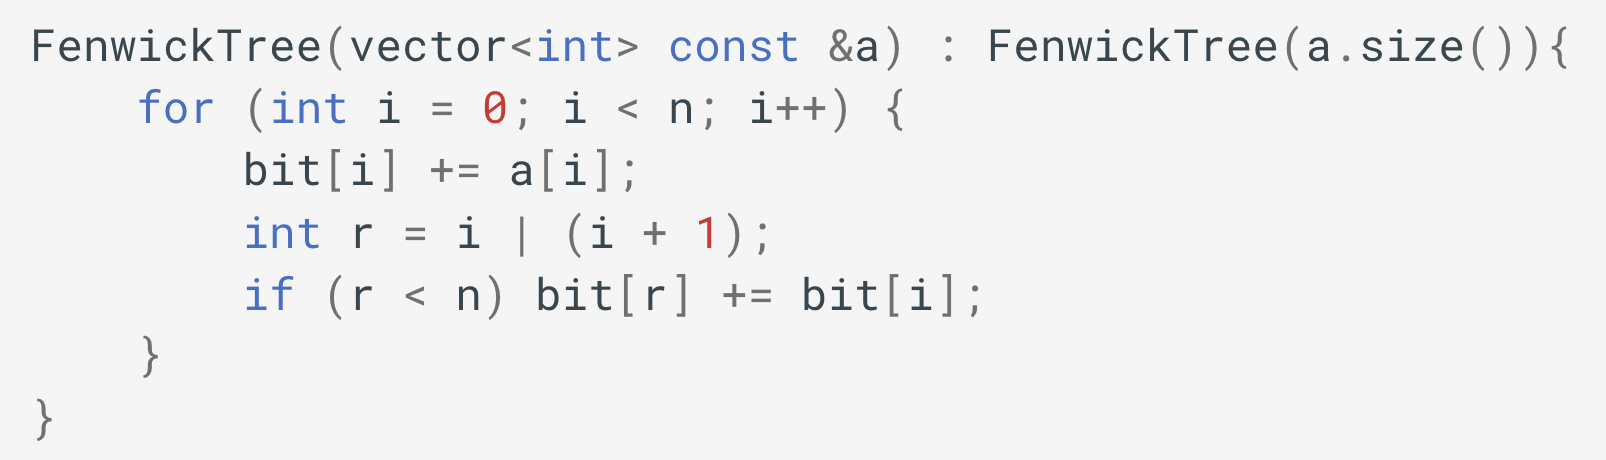 FenwickTree(vector<int> const &a) : FenwickTree(a.size()){
    for (int i = 0; i < n; i++) {
        bit[i] += a[i];
        int r = i | (i + 1);
        if (r < n) bit[r] += bit[i];
    }
}